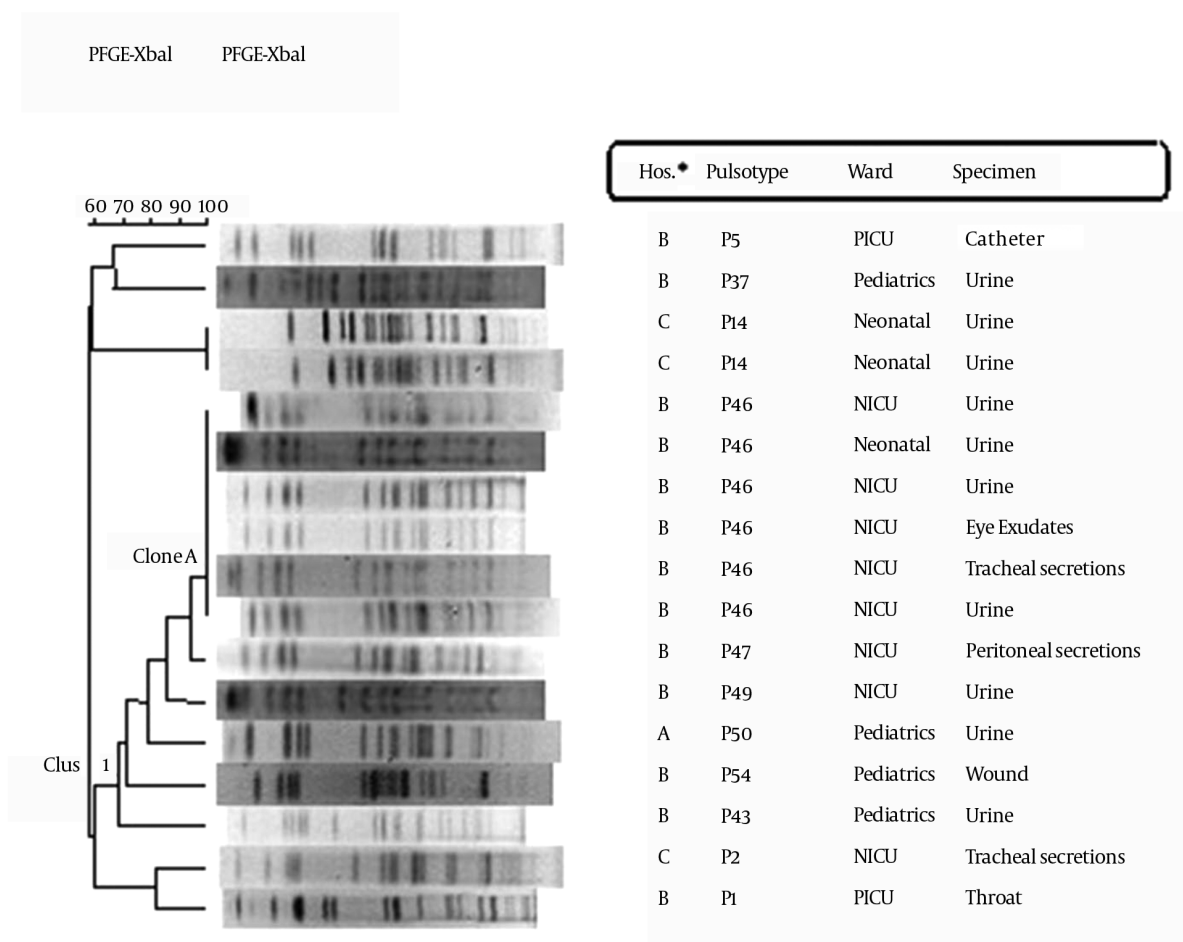 PFGE-Xbal PFGE-Xbal
Hos.* Pulsotype Ward Specimen
60 70 80 90 100
B P5 PICU Catheter
B P37 Pediatrics Urine
C P14 Neonatal Urine
C P14 Neonatal Urine
B P46 NICU Urine
B P46 Neonatal Urine
B P46 NICU Urine
B P46 NICU Eye Exudates
Clone A
B P46 NICU Tracheal secretions
B P46 NICU Urine
B P47 NICU Peritoneal secretions
B P49 NICU Urine
A P50 Pediatrics Urine
Clus 1
B P54 Pediatrics Wound
B P43 Pediatrics Urine
C P2 NICU Tracheal secretions
B P1 PICU Throat